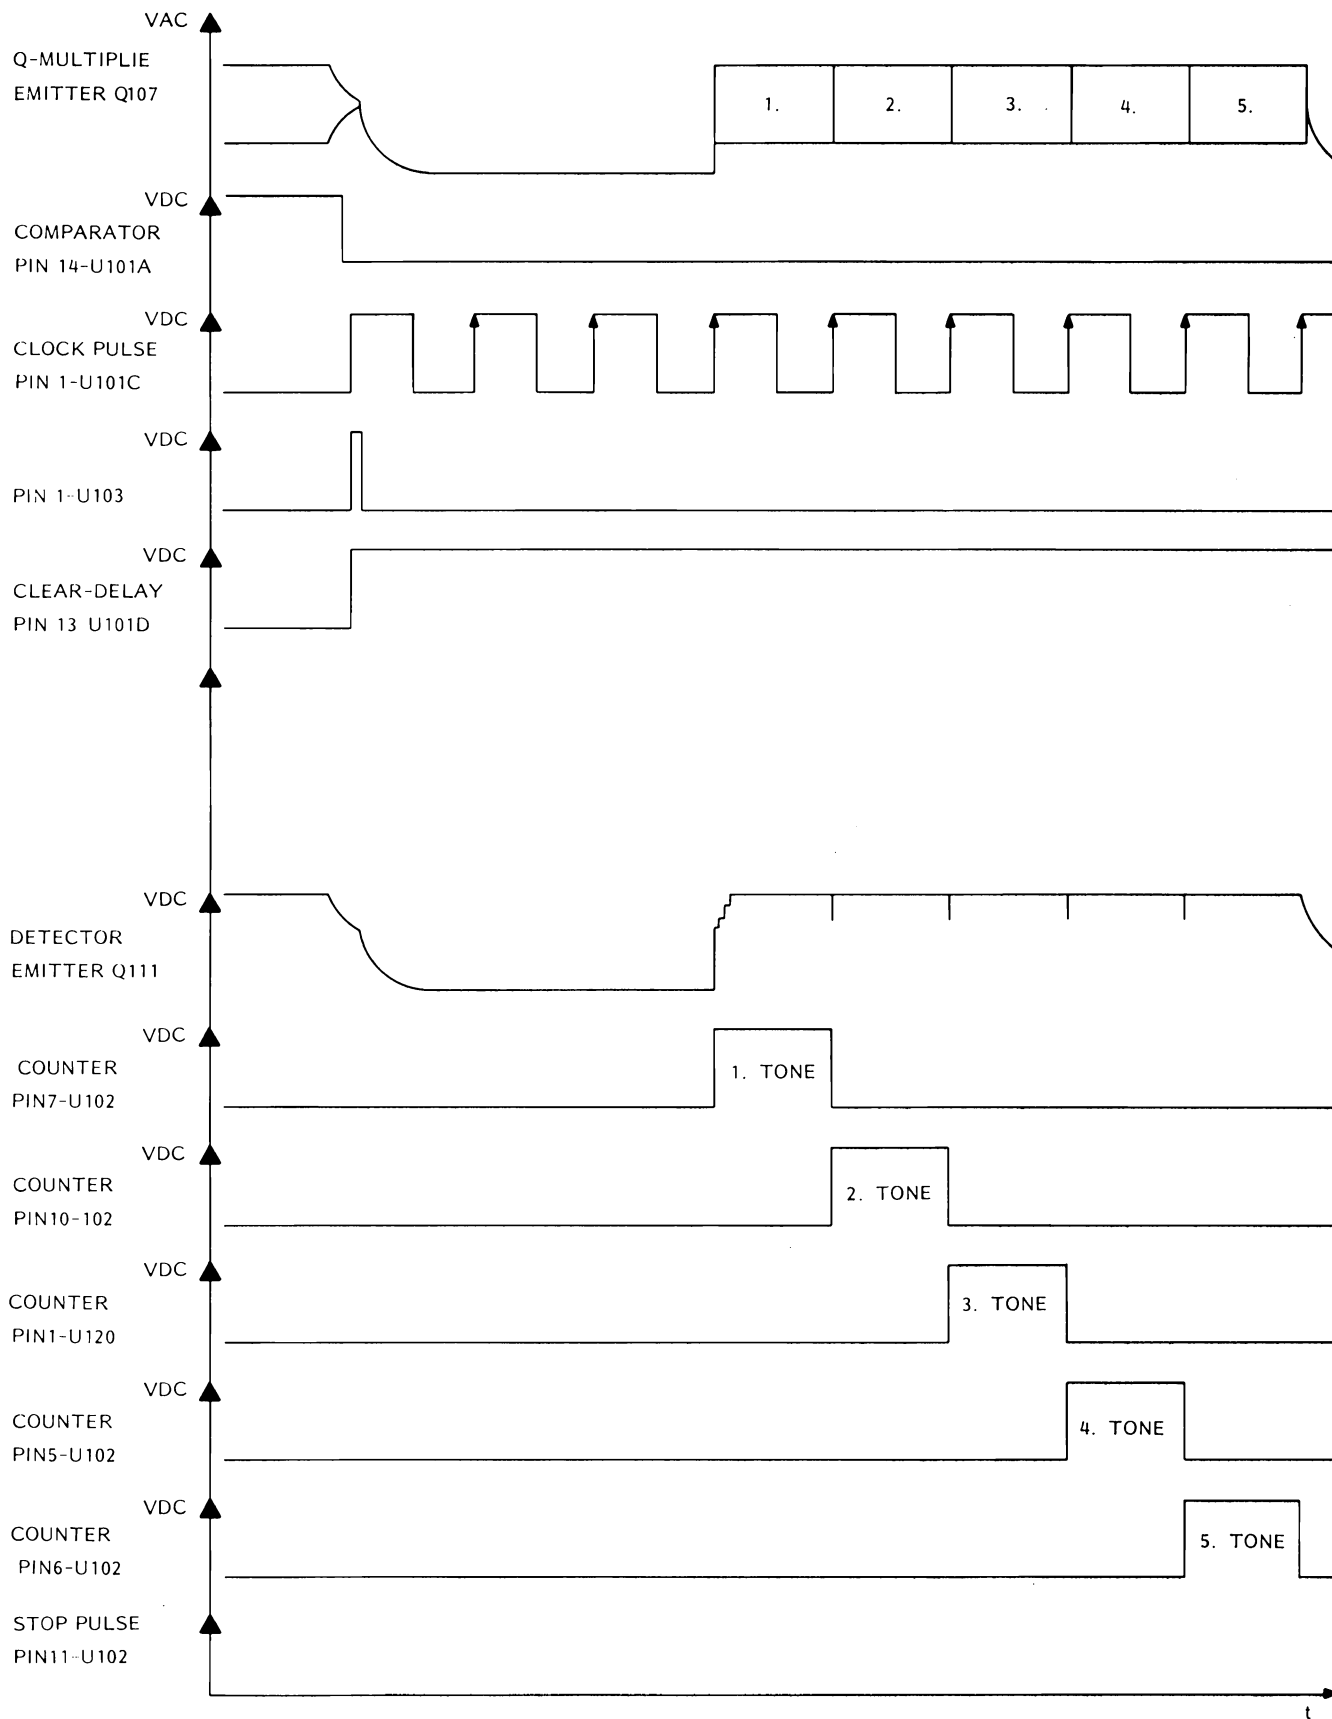 VAC
Q-MULTIPLIE
EMITTER Q107
1.
2.
3.
4.
5.
VDC
COMPARATOR
PIN 14-U101A
VDC
CLOCK PULSE
PIN 1-U101C
VDC
PIN 1-U103
VDC
CLEAR-DELAY
PIN 13 U101D
VDC
DETECTOR
EMITTER Q111
VDC
COUNTER
PIN7-U102
1. TONE
VDC
COUNTER
PIN10-102
2. TONE
VDC
COUNTER
PIN1-U120
3. TONE
VDC
COUNTER
PIN5-U102
4. TONE
VDC
COUNTER
PIN6-U102
5. TONE
STOP PULSE
PIN11-U102
t